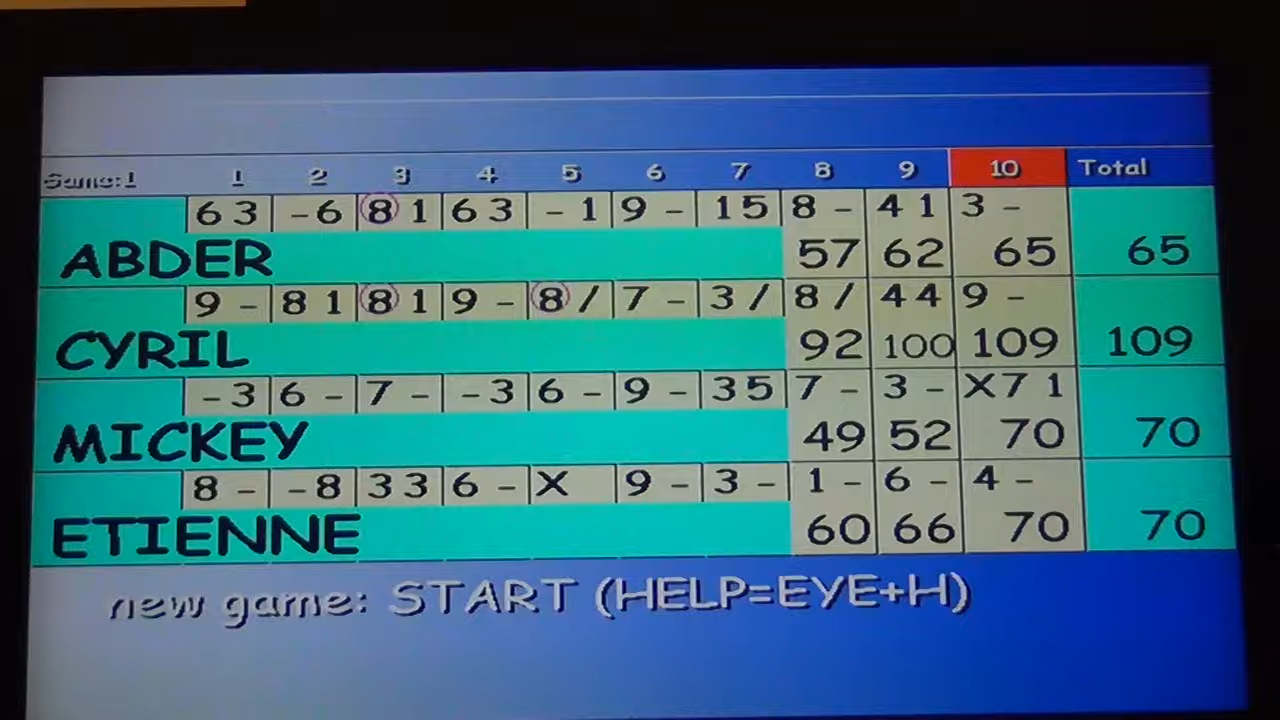 Game:1 1 2 3 4 5 6 7 8 9 10 Total
6 3 - 6 8 1 6 3 - 1 9 - 1 5 8 - 4 1 3 -
ABDER 57 62 65 65
9 - 8 1 8 1 9 - 8 / 7 - 3 / 8 / 4 4 9 -
CYRIL 92 100 109 109
- 3 6 - 7 - - 3 6 - 9 - 3 5 7 - 3 - X 7 1
MICKEY 49 52 70 70
8 - - 8 3 3 6 - X 9 - 3 - 1 - 6 - 4 -
ETIENNE 60 66 70 70
new game: START (HELP=EYE+H)